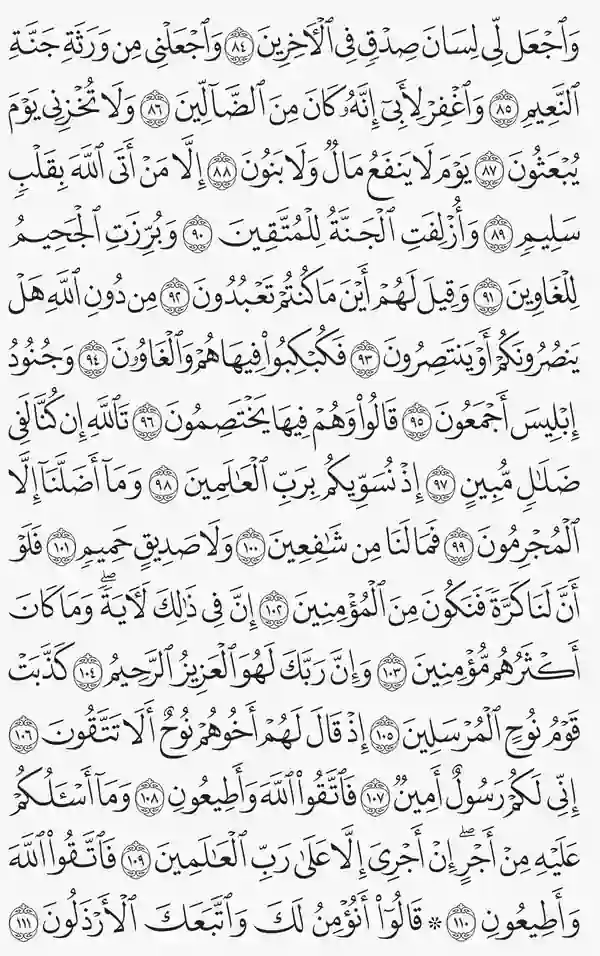 وَٱجْعَل لِّى لِسَانَ صِدْقٍ فِى ٱلْـَٔاخِرِينَ ٨٤ وَٱجْعَلْنِى مِن وَرَثَةِ جَنَّةِ
ٱلنَّعِيمِ ٨٥ وَٱغْفِرْ لِأَبِىٓ إِنَّهُۥ كَانَ مِنَ ٱلضَّآلِّينَ ٨٦ وَلَا تُخْزِنِى يَوْمَ
يُبْعَثُونَ ٨٧ يَوْمَ لَا يَنفَعُ مَالٌ وَلَا بَنُونَ ٨٨ إِلَّا مَنْ أَتَى ٱللَّهَ بِقَلْبٍ
سَلِيمٍ ٨٩ وَأُزْلِفَتِ ٱلْجَنَّةُ لِلْمُتَّقِينَ ٩٠ وَبُرِّزَتِ ٱلْجَحِيمُ
لِلْغَاوِينَ ٩١ وَقِيلَ لَهُمْ أَيْنَ مَا كُنتُمْ تَعْبُدُونَ ٩٢ مِن دُونِ ٱللَّهِ هَلْ
يَنصُرُونَكُمْ أَوْ يَنتَصِرُونَ ٩٣ فَكُبْكِبُوا۟ فِيهَا هُمْ وَٱلْغَاوُۥنَ ٩٤ وَجُنُودُ
إِبْلِيسَ أَجْمَعُونَ ٩٥ قَالُوا۟ وَهُمْ فِيهَا يَخْتَصِمُونَ ٩٦ تَٱللَّهِ إِن كُنَّا لَفِى
ضَلَـٰلٍ مُّبِينٍ ٩٧ إِذْ نُسَوِّيكُم بِرَبِّ ٱلْعَـٰلَمِينَ ٩٨ وَمَآ أَضَلَّنَآ إِلَّا
ٱلْمُجْرِمُونَ ٩٩ فَمَا لَنَا مِن شَـٰفِعِينَ ١٠٠ وَلَا صَدِيقٍ حَمِيمٍ ١٠١ فَلَوْ
أَنَّ لَنَا كَرَّةً فَنَكُونَ مِنَ ٱلْمُؤْمِنِينَ ١٠٢ إِنَّ فِى ذَٰلِكَ لَـَٔايَةً ۖ وَمَا كَانَ
أَكْثَرُهُم مُّؤْمِنِينَ ١٠٣ وَإِنَّ رَبَّكَ لَهُوَ ٱلْعَزِيزُ ٱلرَّحِيمُ ١٠٤ كَذَّبَتْ
قَوْمُ نُوحٍ ٱلْمُرْسَلِينَ ١٠٥ إِذْ قَالَ لَهُمْ أَخُوهُمْ نُوحٌ أَلَا تَتَّقُونَ ١٠٦
إِنِّى لَكُمْ رَسُولٌ أَمِينٌ ١٠٧ فَٱتَّقُوا۟ ٱللَّهَ وَأَطِيعُونِ ١٠٨ وَمَآ أَسْـَٔلُكُمْ
عَلَيْهِ مِنْ أَجْرٍ ۖ إِنْ أَجْرِىَ إِلَّا عَلَىٰ رَبِّ ٱلْعَـٰلَمِينَ ١٠٩ فَٱتَّقُوا۟ ٱللَّهَ
وَأَطِيعُونِ ١١٠ * قَالُوٓا۟ أَنُؤْمِنُ لَكَ وَٱتَّبَعَكَ ٱلْأَرْذَلُونَ ١١١